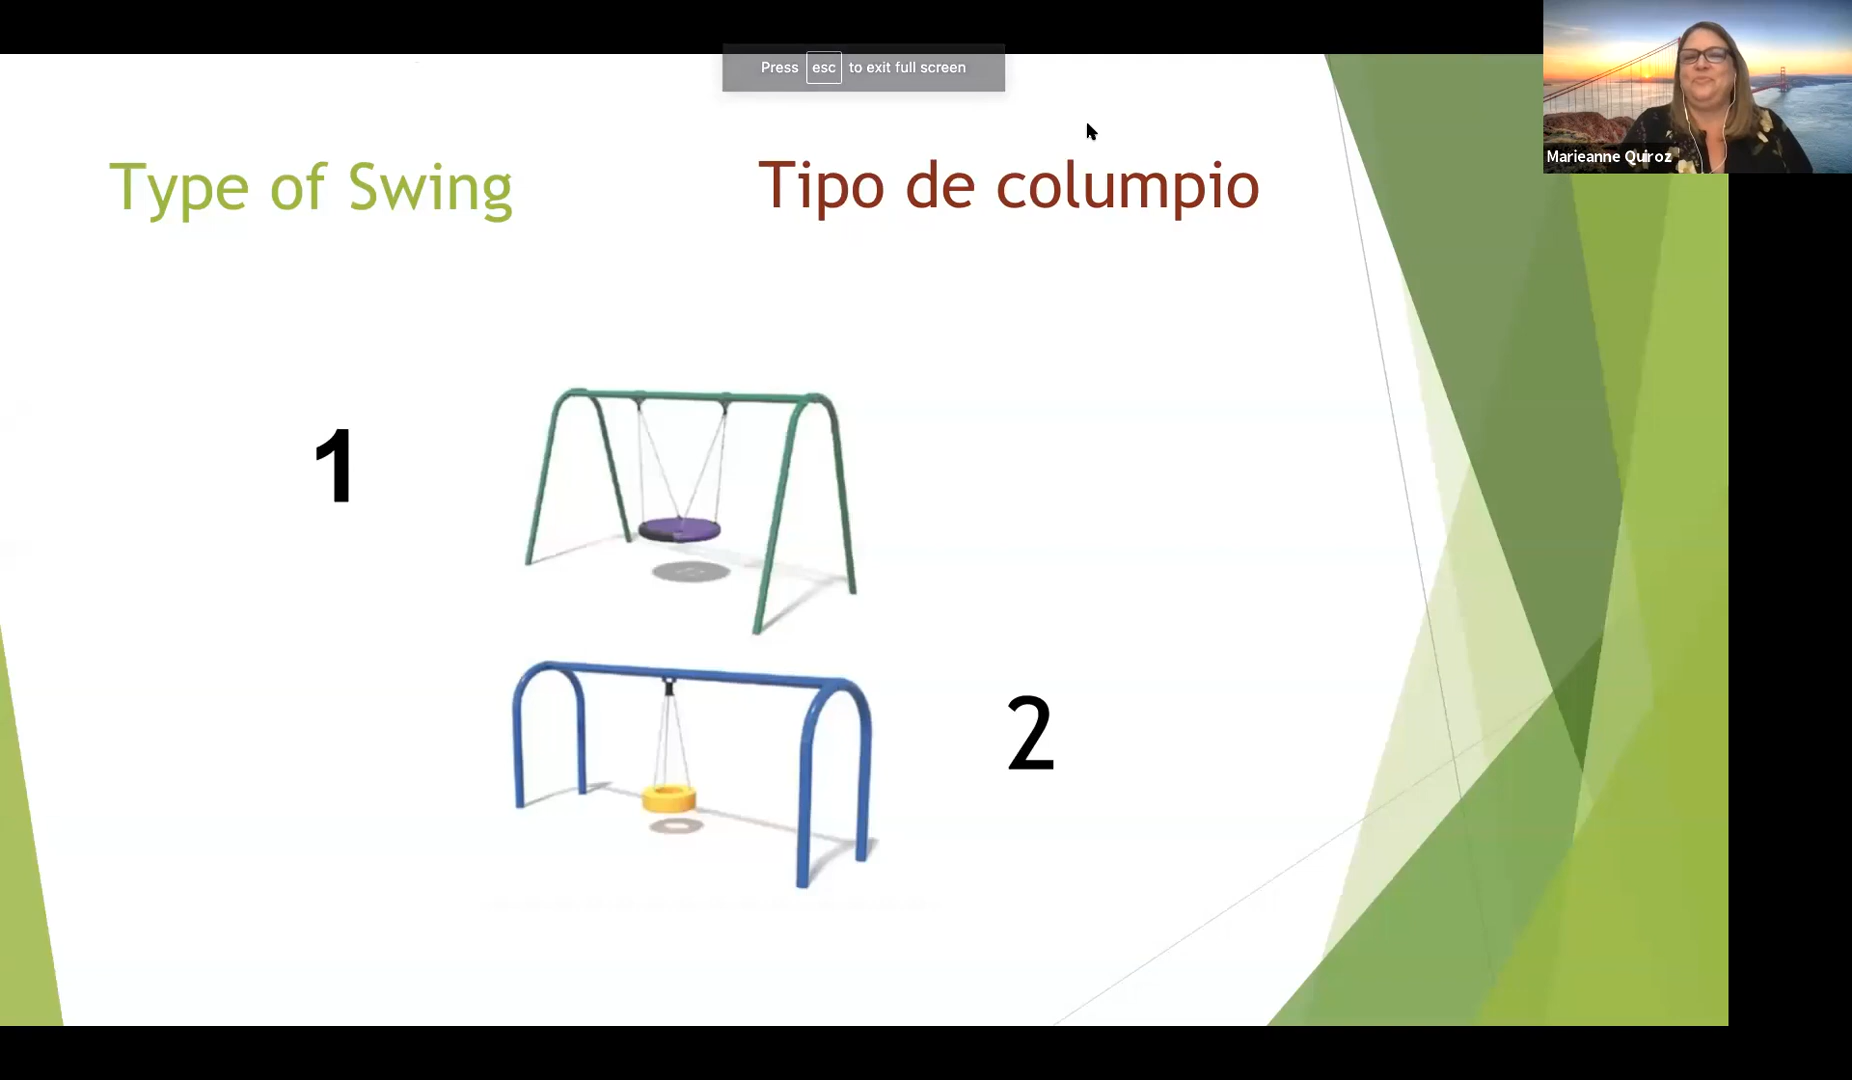 Press esc to exit full screen
Marieanne Quiroz
Type of Swing
Tipo de columpio
1
2